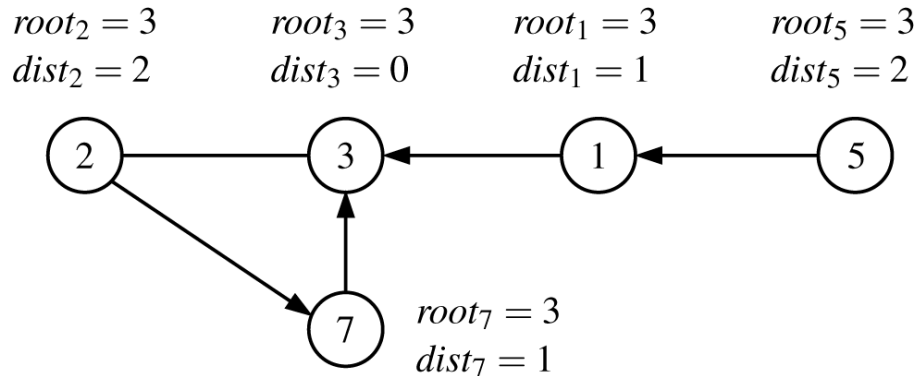 root₂ = 3
dist₂ = 2
root₃ = 3
dist₃ = 0
root₁ = 3
dist₁ = 1
root₅ = 3
dist₅ = 2
2
3
1
5
7
root₇ = 3
dist₇ = 1